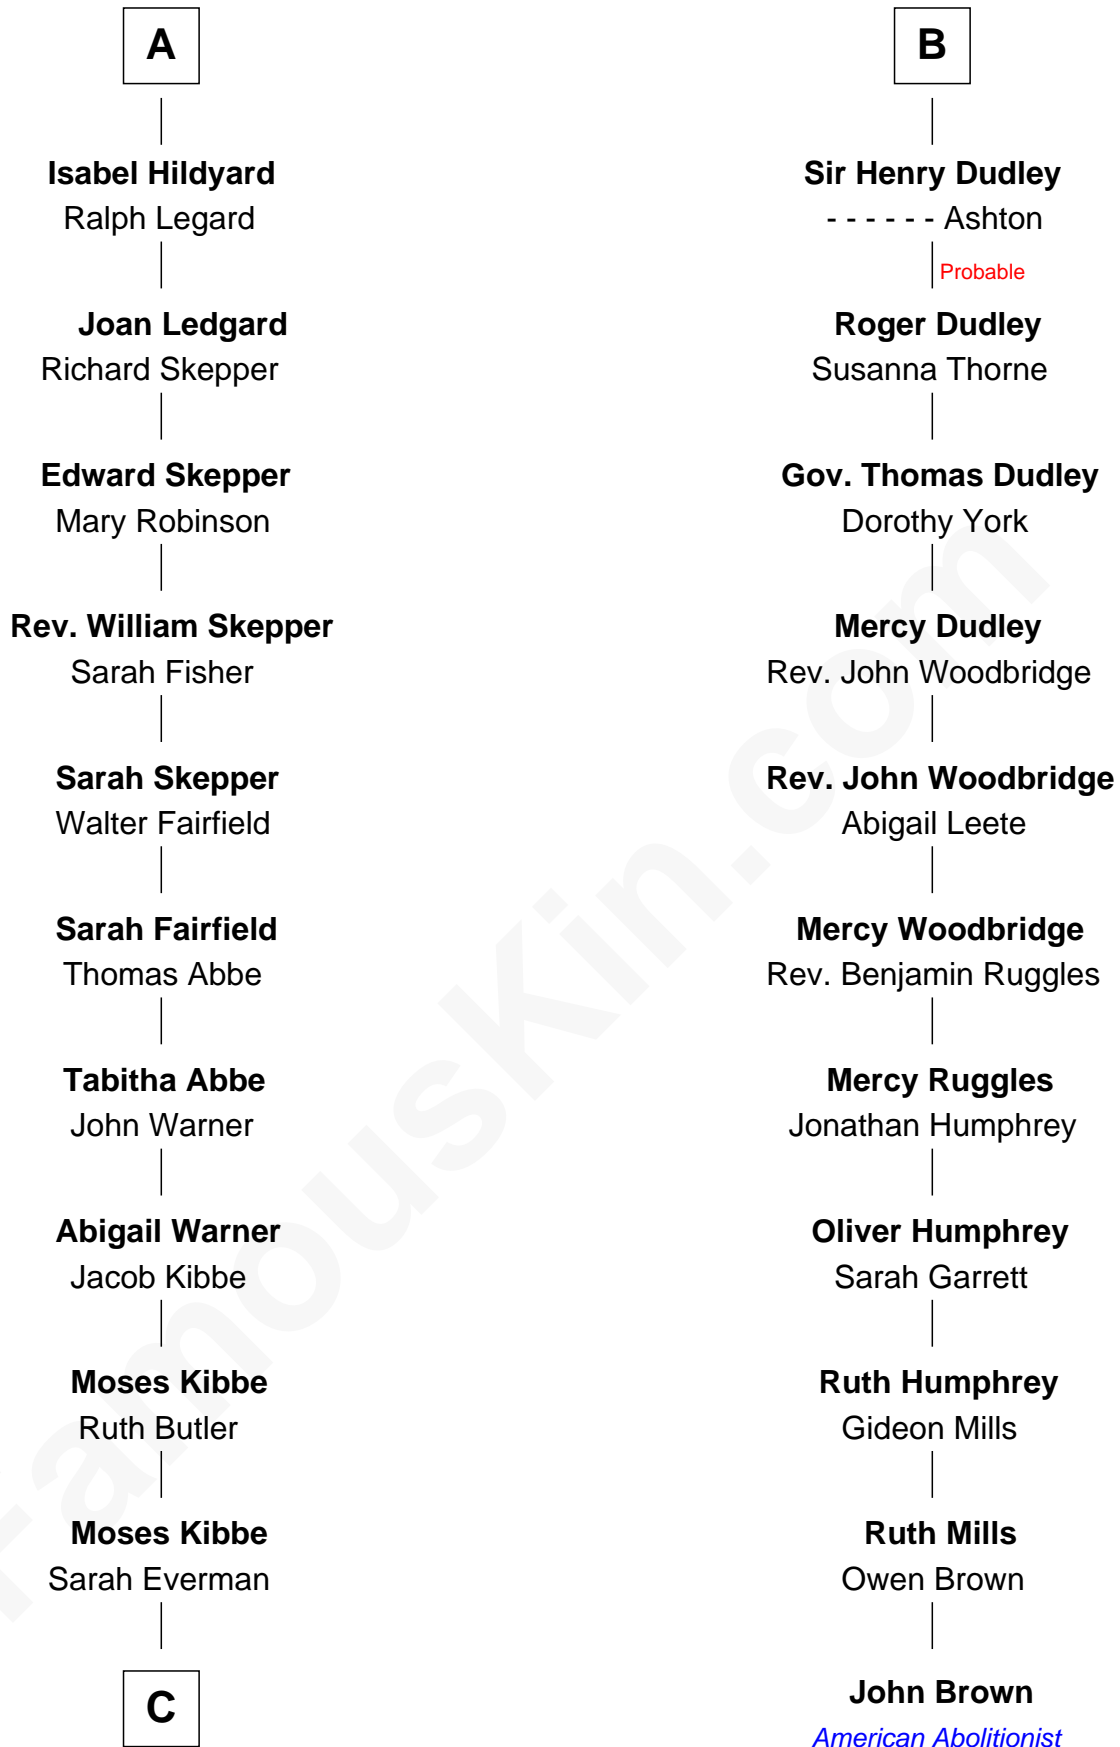 A
Isabel Hildyard
Ralph Legard
Joan Ledgard
Richard Skepper
Edward Skepper
Mary Robinson
Rev. William Skepper
Sarah Fisher
Sarah Skepper
Walter Fairfield
Sarah Fairfield
Thomas Abbe
Tabitha Abbe
John Warner
Abigail Warner
Jacob Kibbe
Moses Kibbe
Ruth Butler
Moses Kibbe
Sarah Everman
C
B
Sir Henry Dudley
- - - - - - Ashton
Probable
Roger Dudley
Susanna Thorne
Gov. Thomas Dudley
Dorothy York
Mercy Dudley
Rev. John Woodbridge
Rev. John Woodbridge
Abigail Leete
Mercy Woodbridge
Rev. Benjamin Ruggles
Mercy Ruggles
Jonathan Humphrey
Oliver Humphrey
Sarah Garrett
Ruth Humphrey
Gideon Mills
Ruth Mills
Owen Brown
John Brown
American Abolitionist
FamousKin.com